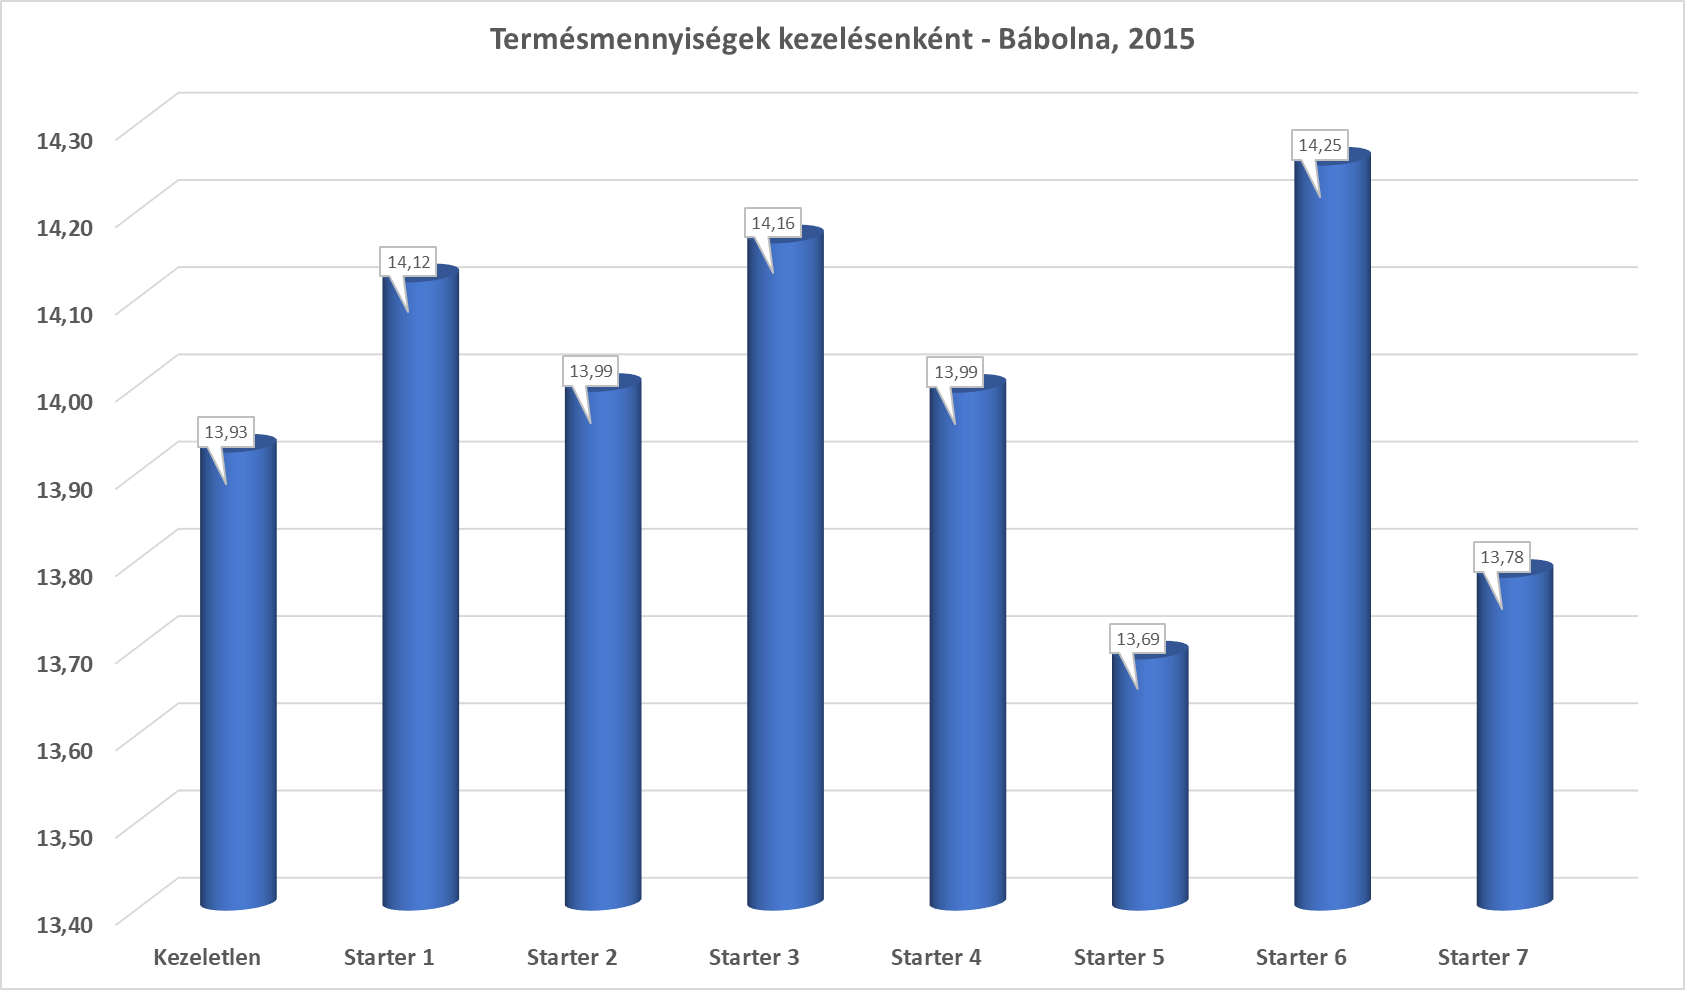 Termésmennyiségek kezelésenként - Bábolna, 2015
14,30
14,20
14,10
14,00
13,90
13,80
13,70
13,60
13,50
13,40
13,93
14,12
13,99
14,16
13,99
13,69
14,25
13,78
Kezeletlen
Starter 1
Starter 2
Starter 3
Starter 4
Starter 5
Starter 6
Starter 7